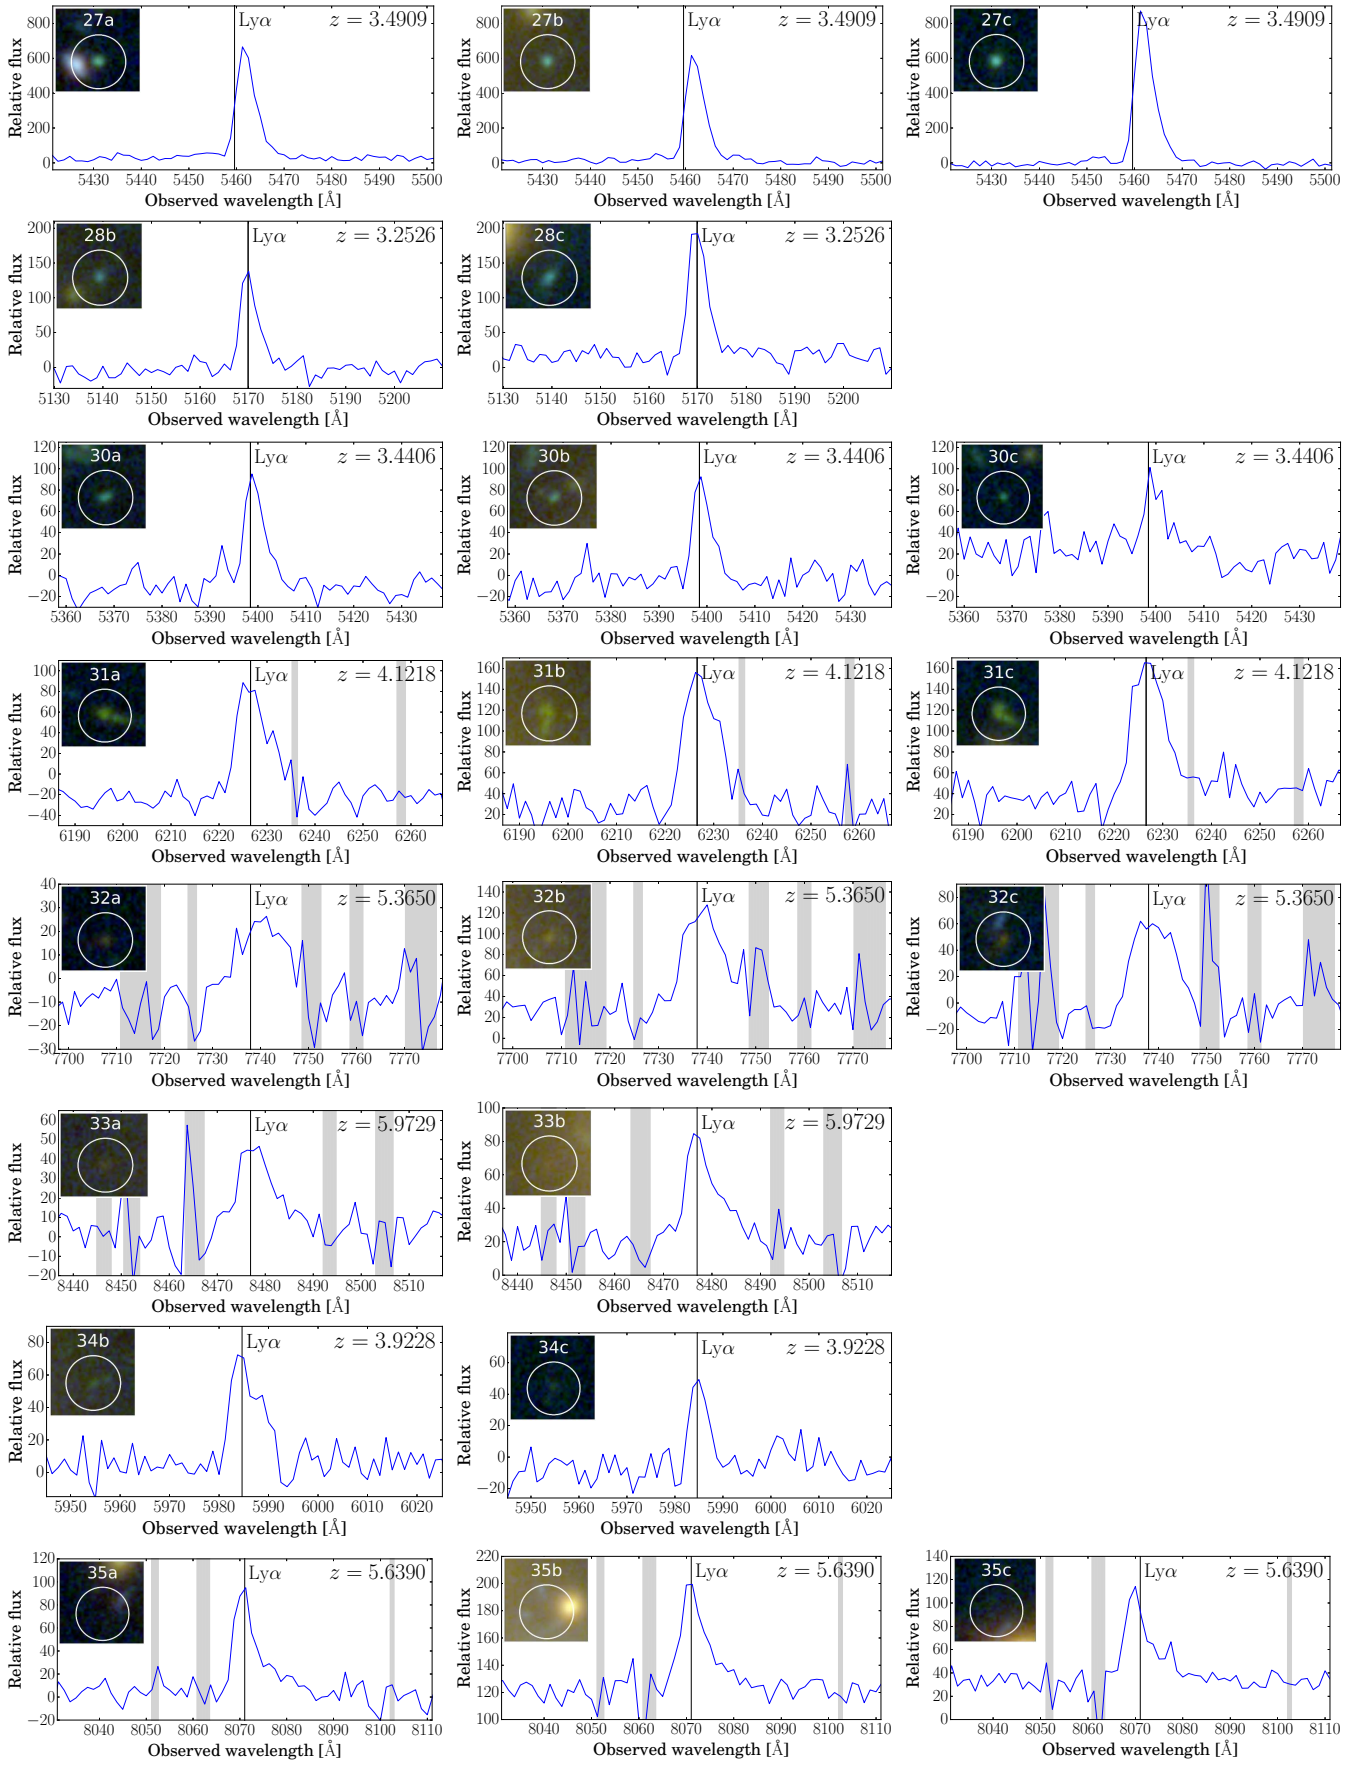 27a
Lyα
z = 3.4909
800
600
400
200
0
Relative flux
5430 5440 5450 5460 5470 5480 5490 5500
Observed wavelength [Å]
27b
Lyα
z = 3.4909
800
600
400
200
0
Relative flux
5430 5440 5450 5460 5470 5480 5490 5500
Observed wavelength [Å]
27c
Lyα
z = 3.4909
800
600
400
200
0
Relative flux
5430 5440 5450 5460 5470 5480 5490 5500
Observed wavelength [Å]
28b
Lyα
z = 3.2526
200
150
100
50
0
Relative flux
5130 5140 5150 5160 5170 5180 5190 5200
Observed wavelength [Å]
28c
Lyα
z = 3.2526
200
150
100
50
0
Relative flux
5130 5140 5150 5160 5170 5180 5190 5200
Observed wavelength [Å]
30a
Lyα
z = 3.4406
120
100
80
60
40
20
0
−20
Relative flux
5360 5370 5380 5390 5400 5410 5420 5430
Observed wavelength [Å]
30b
Lyα
z = 3.4406
120
100
80
60
40
20
0
−20
Relative flux
5360 5370 5380 5390 5400 5410 5420 5430
Observed wavelength [Å]
30c
Lyα
z = 3.4406
120
100
80
60
40
20
0
−20
Relative flux
5360 5370 5380 5390 5400 5410 5420 5430
Observed wavelength [Å]
31a
Lyα
z = 4.1218
100
80
60
40
20
0
−20
−40
Relative flux
6190 6200 6210 6220 6230 6240 6250 6260
Observed wavelength [Å]
31b
Lyα
z = 4.1218
160
140
120
100
80
60
40
20
Relative flux
6190 6200 6210 6220 6230 6240 6250 6260
Observed wavelength [Å]
31c
Lyα
z = 4.1218
160
140
120
100
80
60
40
20
Relative flux
6190 6200 6210 6220 6230 6240 6250 6260
Observed wavelength [Å]
32a
Lyα
z = 5.3650
40
30
20
10
0
−10
−20
−30
Relative flux
7700 7710 7720 7730 7740 7750 7760 7770
Observed wavelength [Å]
32b
Lyα
z = 5.3650
140
120
100
80
60
40
20
0
Relative flux
7700 7710 7720 7730 7740 7750 7760 7770
Observed wavelength [Å]
32c
Lyα
z = 5.3650
80
60
40
20
0
−20
Relative flux
7700 7710 7720 7730 7740 7750 7760 7770
Observed wavelength [Å]
33a
Lyα
z = 5.9729
60
50
40
30
20
10
0
−10
−20
Relative flux
8440 8450 8460 8470 8480 8490 8500 8510
Observed wavelength [Å]
33b
Lyα
z = 5.9729
100
80
60
40
20
0
Relative flux
8440 8450 8460 8470 8480 8490 8500 8510
Observed wavelength [Å]
34b
Lyα
z = 3.9228
80
60
40
20
0
Relative flux
5950 5960 5970 5980 5990 6000 6010 6020
Observed wavelength [Å]
34c
Lyα
z = 3.9228
80
60
40
20
0
−20
Relative flux
5950 5960 5970 5980 5990 6000 6010 6020
Observed wavelength [Å]
35a
Lyα
z = 5.6390
120
100
80
60
40
20
0
−20
Relative flux
8040 8050 8060 8070 8080 8090 8100 8110
Observed wavelength [Å]
35b
Lyα
z = 5.6390
220
200
180
160
140
120
100
Relative flux
8040 8050 8060 8070 8080 8090 8100 8110
Observed wavelength [Å]
35c
Lyα
z = 5.6390
140
120
100
80
60
40
20
0
Relative flux
8040 8050 8060 8070 8080 8090 8100 8110
Observed wavelength [Å]